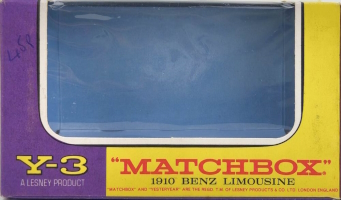 Y-3
A LESNEY PRODUCT
"MATCHBOX"
1910 BENZ LIMOUSINE
"MATCHBOX" AND "YESTERYEAR" ARE THE REGD. T.M. OF LESNEY PRODUCTS & CO. LTD. LONDON ENGLAND